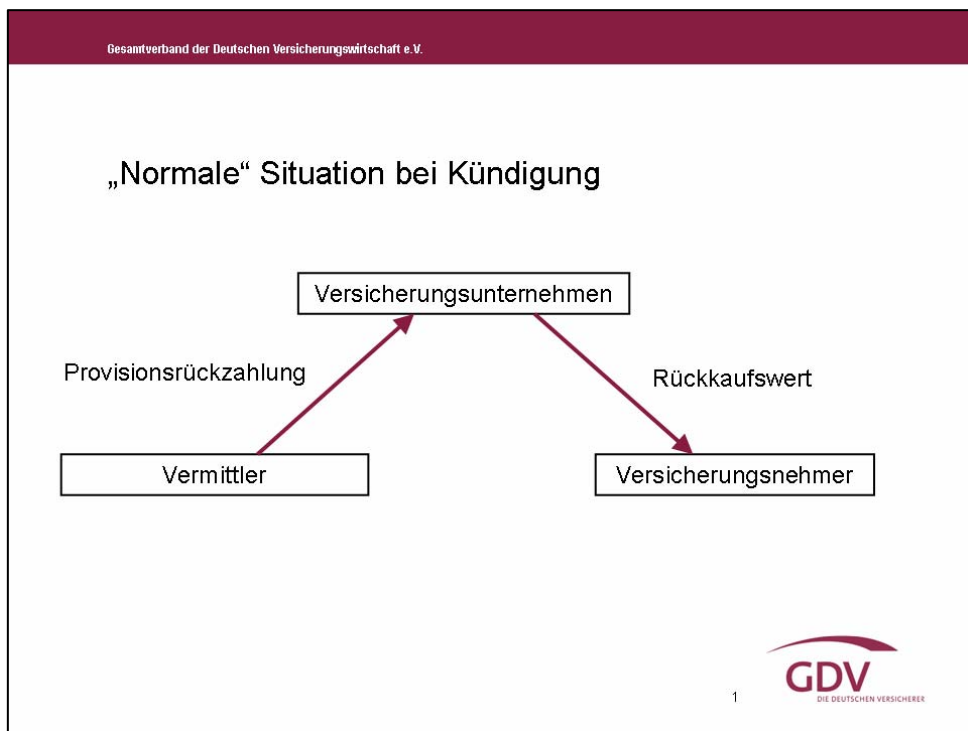 Gesamtverband der Deutschen Versicherungswirtschaft e.V.
„Normale“ Situation bei Kündigung
Versicherungsunternehmen
Provisionsrückzahlung
Rückkaufswert
Vermittler
Versicherungsnehmer
GDV
DIE DEUTSCHEN VERSICHERER
1